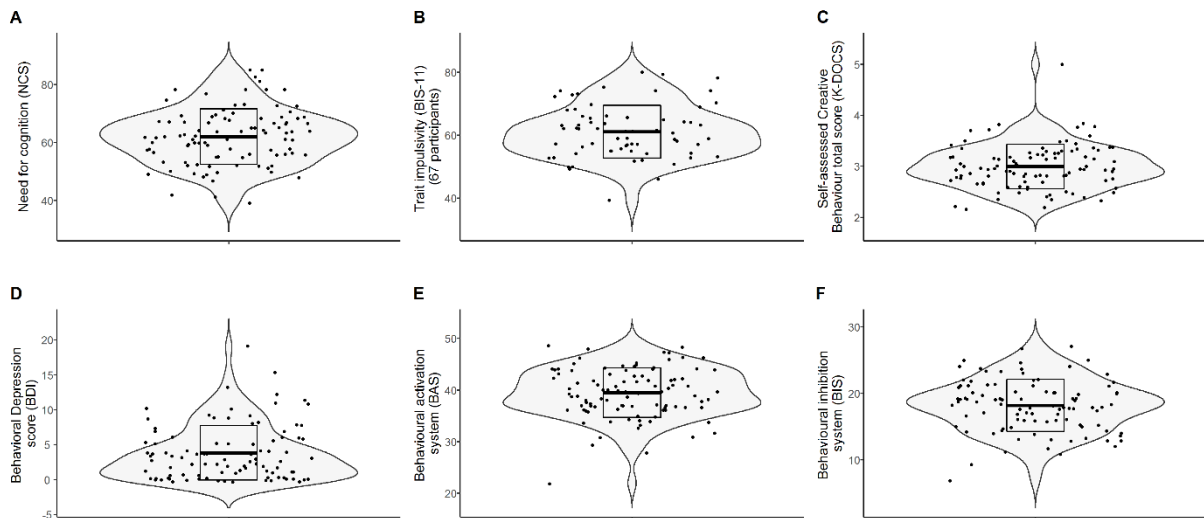 A
Need for cognition (NCS)
80
60
40
B
Trait impulsivity (BIS-11)
(67 participants)
80
60
40
C
Self-assessed Creative
Behaviour total score (K-DOCS)
5
4
3
2
D
Behavioral Depression
score (BDI)
20
15
10
5
0
-5
E
Behavioural activation
system (BAS)
50
40
30
20
F
Behavioural inhibition
system (BIS)
30
20
10